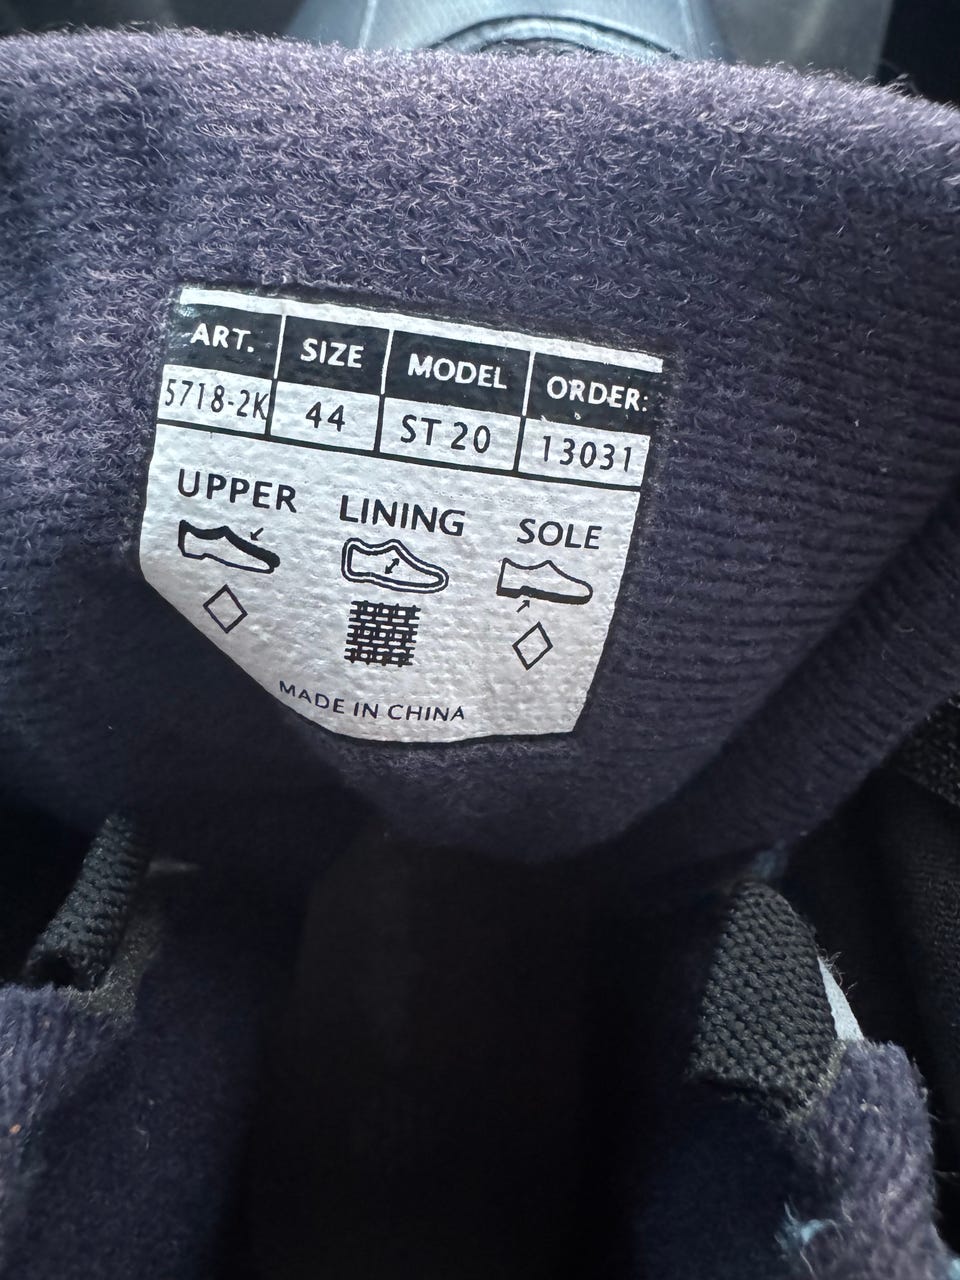 ART. SIZE MODEL ORDER:
5718-2K 44 ST 20 13031
UPPER LINING SOLE
MADE IN CHINA